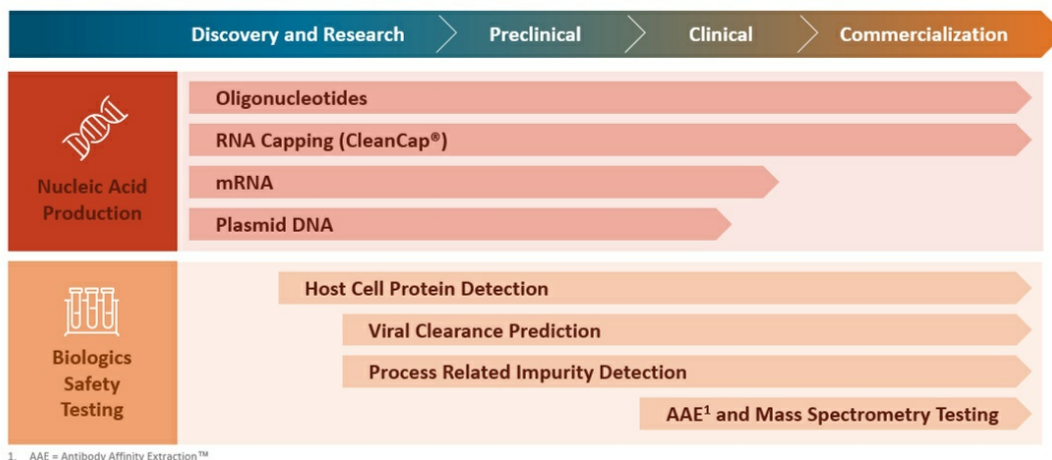 Discovery and Research Preclinical Clinical Commercialization
Nucleic Acid
Production
Oligonucleotides
RNA Capping (CleanCap®)
mRNA
Plasmid DNA
Biologics
Safety
Testing
Host Cell Protein Detection
Viral Clearance Prediction
Process Related Impurity Detection
AAE¹ and Mass Spectrometry Testing
1. AAE = Antibody Affinity Extraction™